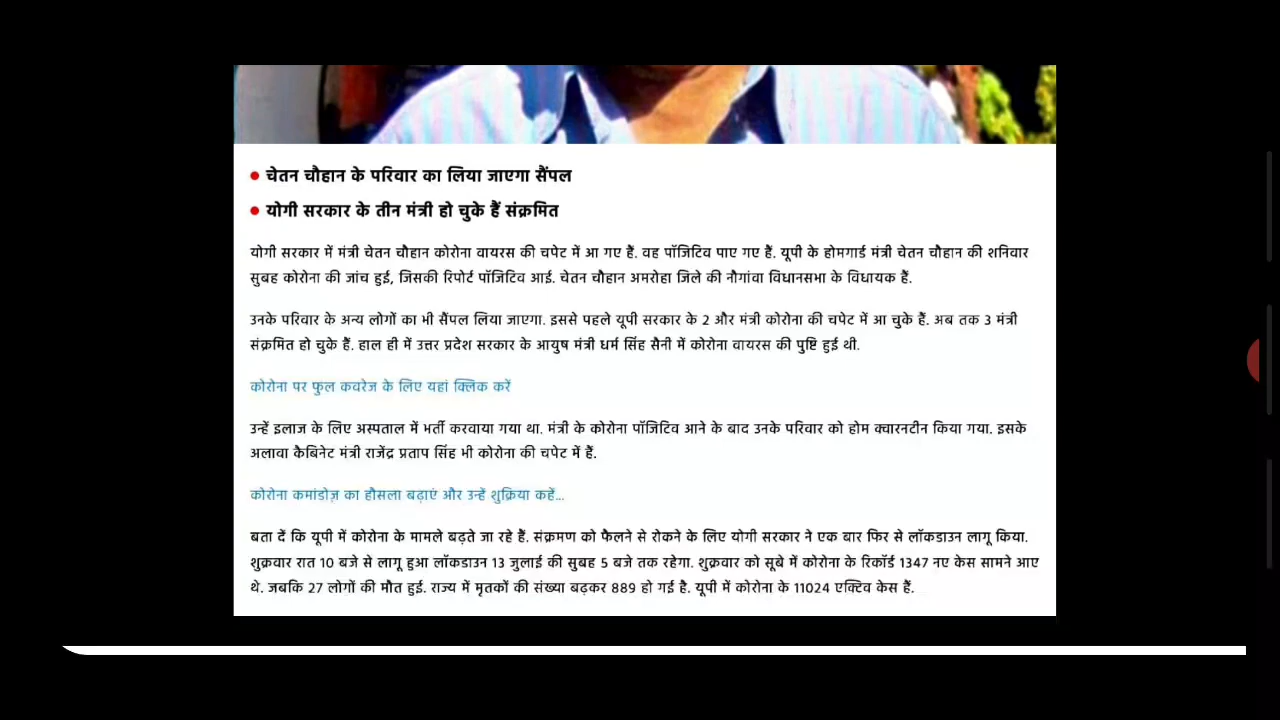 चेतन चौहान के परिवार का लिया जाएगा सैंपल
योगी सरकार के तीन मंत्री हो चुके हैं संक्रमित
योगी सरकार में मंत्री चेतन चौहान कोरोना वायरस की चपेट में आ गए हैं. वह पॉजिटिव पाए गए हैं. यूपी के होमगार्ड मंत्री चेतन चौहान की शनिवार
सुबह कोरोना की जांच हुई, जिसकी रिपोर्ट पॉजिटिव आई. चेतन चौहान अमरोहा जिले की नौगांवा विधानसभा के विधायक हैं.
उनके परिवार के अन्य लोगों का भी सैंपल लिया जाएगा. इससे पहले यूपी सरकार के 2 और मंत्री कोरोना की चपेट में आ चुके हैं. अब तक 3 मंत्री
संक्रमित हो चुके हैं. हाल ही में उत्तर प्रदेश सरकार के आयुष मंत्री धर्म सिंह सैनी में कोरोना वायरस की पुष्टि हुई थी.
कोरोना पर फुल कवरेज के लिए यहां क्लिक करें
उन्हें इलाज के लिए अस्पताल में भर्ती करवाया गया था. मंत्री के कोरोना पॉजिटिव आने के बाद उनके परिवार को होम क्वारनटीन किया गया. इसके
अलावा कैबिनेट मंत्री राजेंद्र प्रताप सिंह भी कोरोना की चपेट में हैं.
कोरोना कमांडोज़ का हौसला बढ़ाएं और उन्हें शुक्रिया कहें...
बता दें कि यूपी में कोरोना के मामले बढ़ते जा रहे हैं. संक्रमण को फैलने से रोकने के लिए योगी सरकार ने एक बार फिर से लॉकडाउन लागू किया.
शुक्रवार रात 10 बजे से लागू हुआ लॉकडाउन 13 जुलाई की सुबह 5 बजे तक रहेगा. शुक्रवार को सूबे में कोरोना के रिकॉर्ड 1347 नए केस सामने आए
थे. जबकि 27 लोगों की मौत हुई. राज्य में मृतकों की संख्या बढ़कर 889 हो गई है. यूपी में कोरोना के 11024 एक्टिव केस हैं.